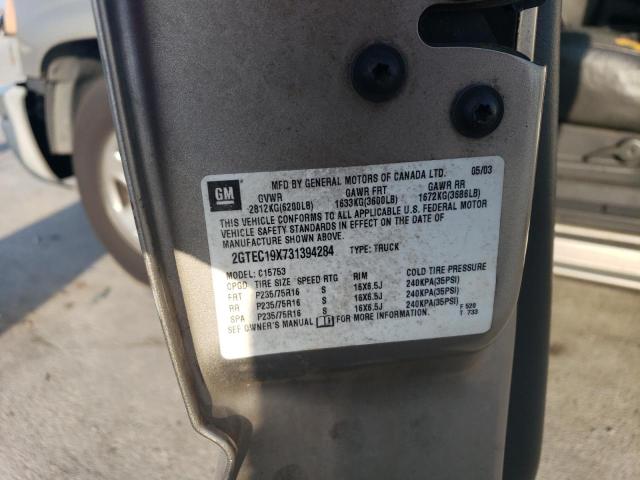 GM
MFD BY GENERAL MOTORS OF CANADA LTD. 05/03
GVWR GAWR FRT GAWR RR
2812KG(6200LB) 1633KG(3600LB) 1672KG(3686LB)
THIS VEHICLE CONFORMS TO ALL APPLICABLE U.S. FEDERAL MOTOR
VEHICLE SAFETY STANDARDS IN EFFECT ON THE DATE OF
MANUFACTURE SHOWN ABOVE.
2GTEC19X731394284 TYPE: TRUCK
MODEL: C15753
CPGD TIRE SIZE SPEED RTG RIM COLD TIRE PRESSURE
FRT P235/75R16 S 16X6.5J 240KPA(35PSI)
RR P235/75R16 S 16X6.5J 240KPA(35PSI)
SPA P235/75R16 S 16X6.5J 240KPA(35PSI)
SEE OWNER'S MANUAL FOR MORE INFORMATION. F 520
T 733